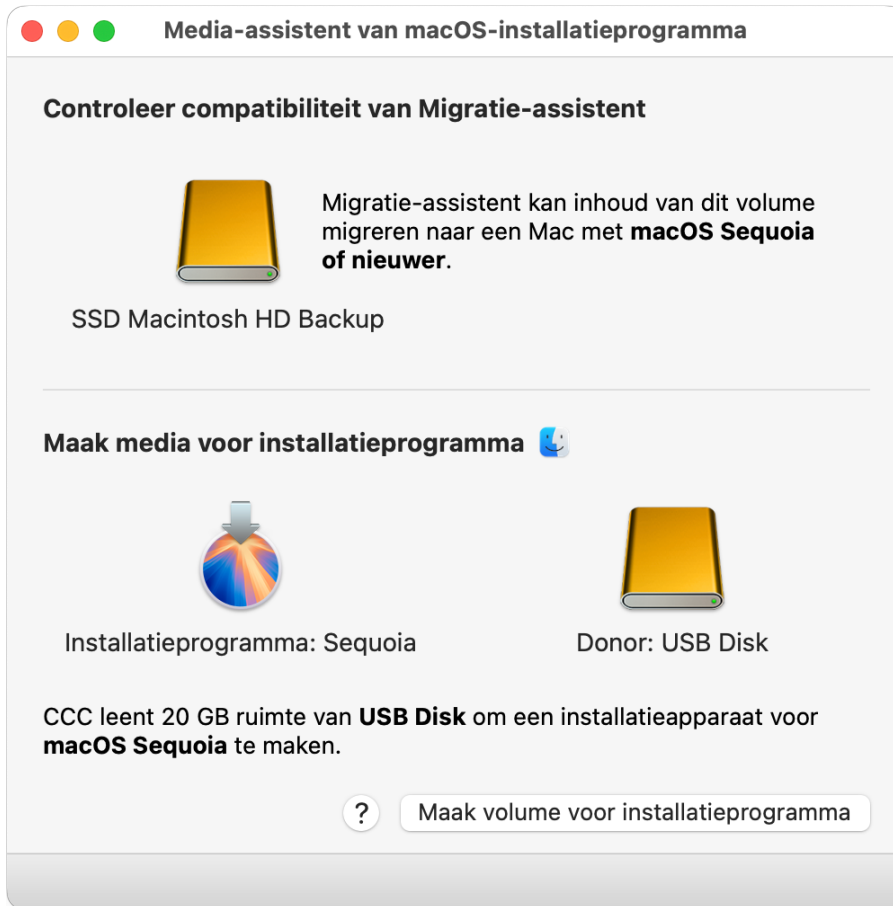 Media-assistent van macOS-installatieprogramma
Controleer compatibiliteit van Migratie-assistent
Migratie-assistent kan inhoud van dit volume
migreren naar een Mac met macOS Sequoia
of nieuwer.
SSD Macintosh HD Backup
Maak media voor installatieprogramma
Installatieprogramma: Sequoia
Donor: USB Disk
CCC leent 20 GB ruimte van USB Disk om een installatieapparaat voor
macOS Sequoia te maken.
?
Maak volume voor installatieprogramma